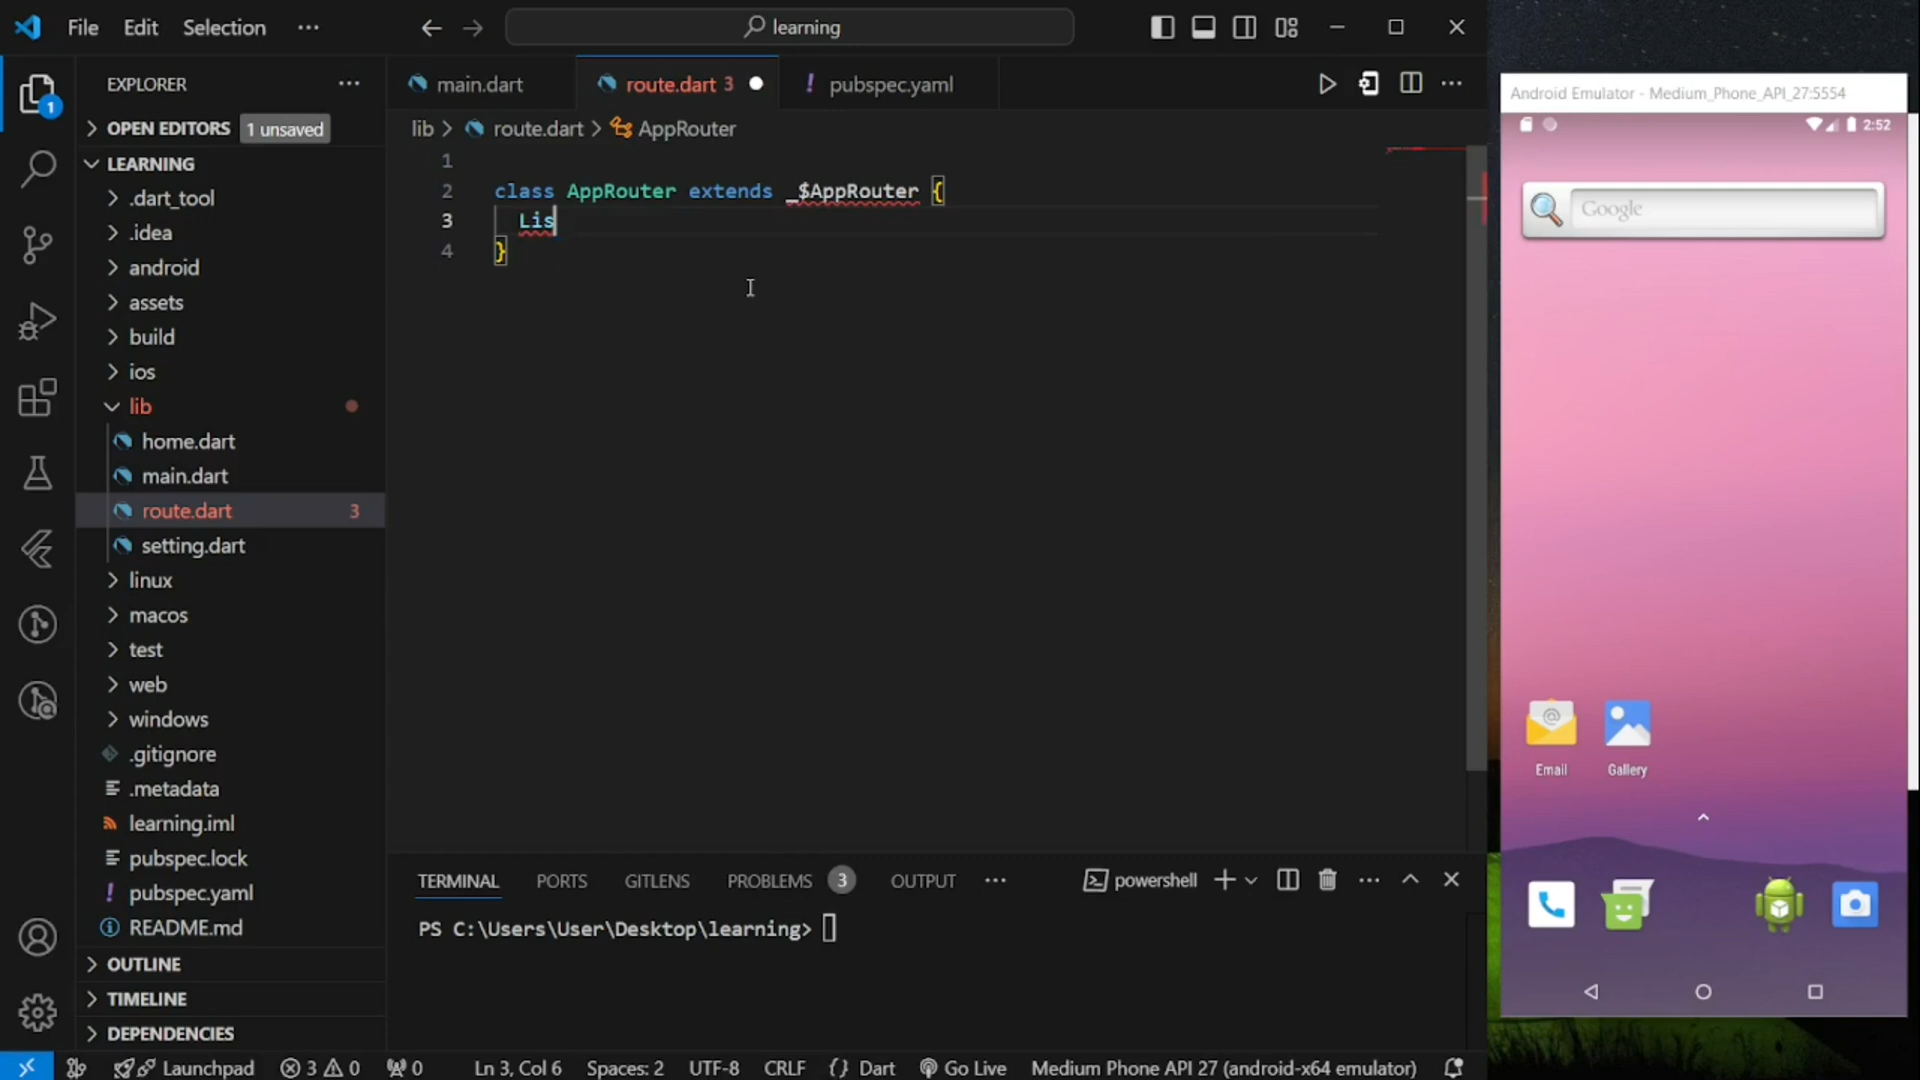 File Edit Selection ···
learning
EXPLORER ···
OPEN EDITORS 1 unsaved
LEARNING
.dart_tool
.idea
android
assets
build
ios
lib
home.dart
main.dart
route.dart 3
setting.dart
linux
macos
test
web
windows
.gitignore
.metadata
learning.iml
pubspec.lock
pubspec.yaml
README.md
OUTLINE
TIMELINE
DEPENDENCIES
1
main.dart route.dart 3 pubspec.yaml
lib > route.dart > AppRouter
1
2 class AppRouter extends _$AppRouter {
3 Lis
4 }
TERMINAL PORTS GITLENS PROBLEMS 3 OUTPUT ··· powershell
PS C:\Users\User\Desktop\learning>
Launchpad 3 0 0 Ln 3, Col 6 Spaces: 2 UTF-8 CRLF {} Dart Go Live Medium Phone API 27 (android-x64 emulator)
Android Emulator - Medium_Phone_API_27:5554
2:52
Google
Email Gallery